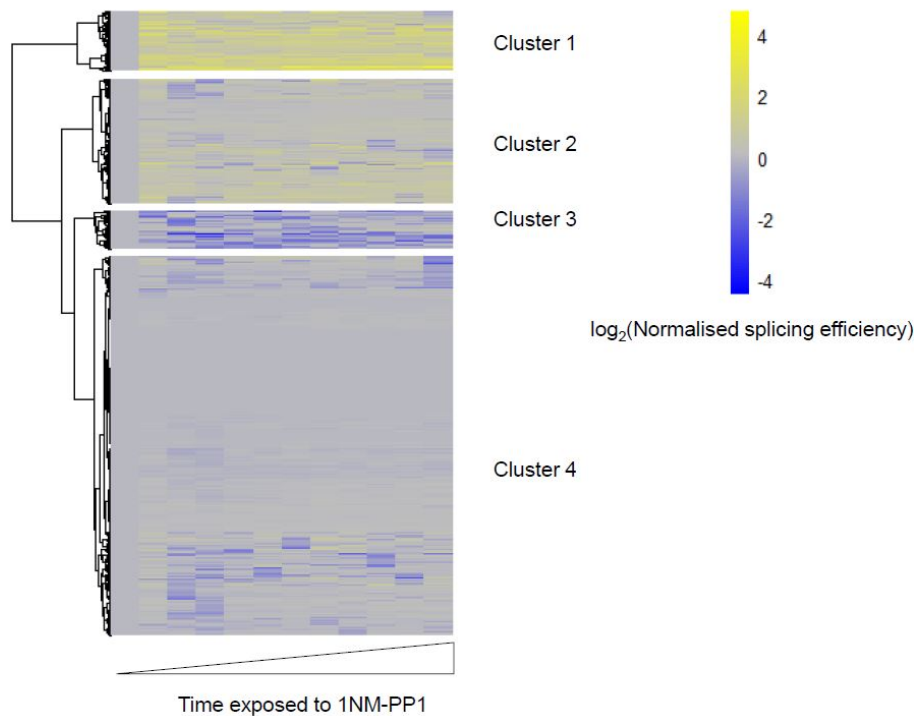 Cluster 1
Cluster 2
Cluster 3
Cluster 4
4
2
0
-2
-4
log₂(Normalised splicing efficiency)
Time exposed to 1NM-PP1